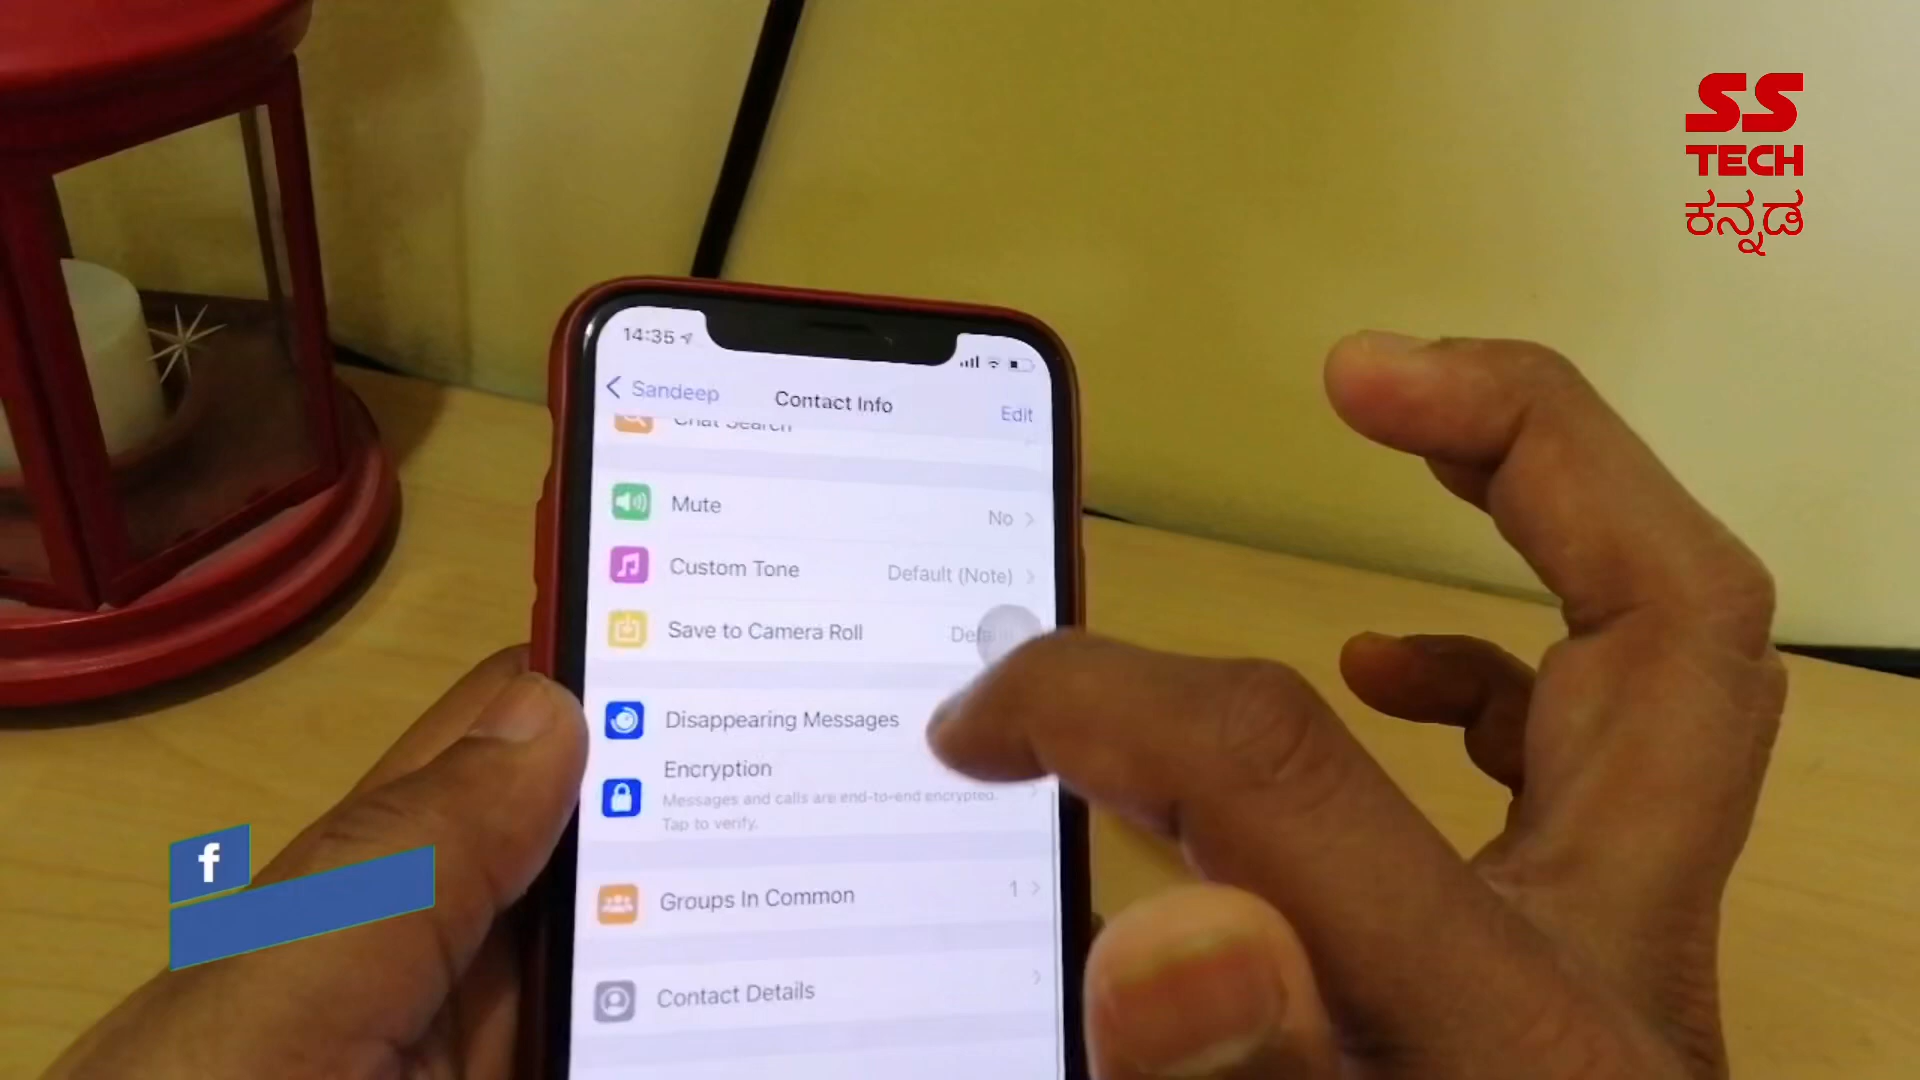 SS
TECH
ಕನ್ನಡ
14:35
Sandeep
Contact Info
Edit
Chat Search
Mute
No
Custom Tone
Default (Note)
Save to Camera Roll
Disappearing Messages
Encryption
Messages and calls are end-to-end encrypted.
Tap to verify.
Groups In Common
1
Contact Details
f